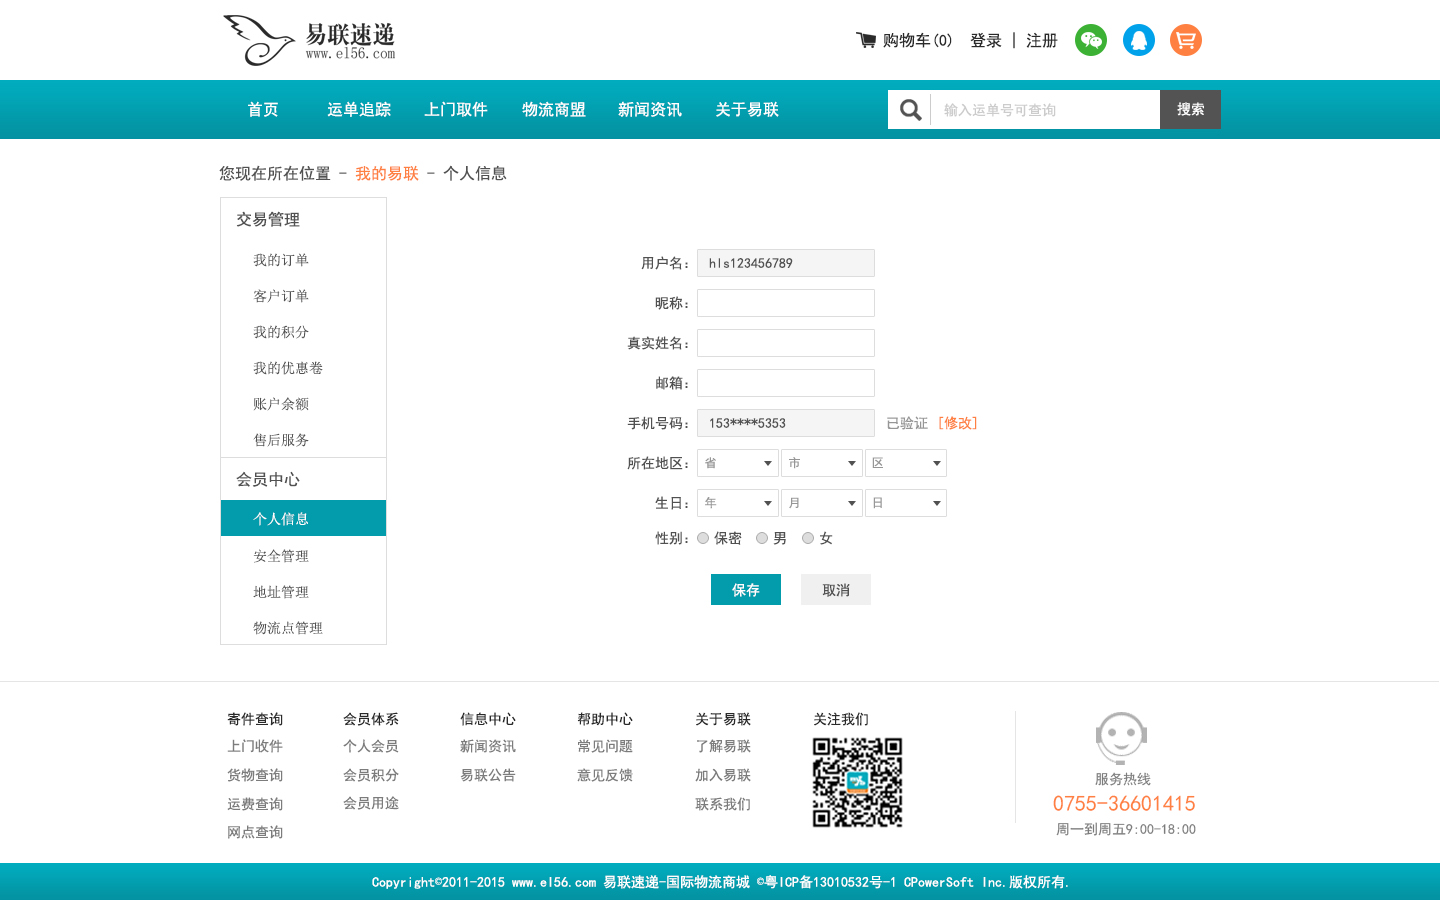 易联速递
www.el56.com
购物车(0) 登录 | 注册
首页 运单追踪 上门取件 物流商盟 新闻资讯 关于易联
输入运单号可查询 搜索
您现在所在位置 - 我的易联 - 个人信息
交易管理
我的订单
客户订单
我的积分
我的优惠卷
账户余额
售后服务
会员中心
个人信息
安全管理
地址管理
物流点管理
用户名： hls123456789
昵称：
真实姓名：
邮箱：
手机号码： 153****5353 已验证 [修改]
所在地区： 省 市 区
生日： 年 月 日
性别： 保密 男 女
保存 取消
寄件查询
上门收件
货物查询
运费查询
网点查询
会员体系
个人会员
会员积分
会员用途
信息中心
新闻资讯
易联公告
帮助中心
常见问题
意见反馈
关于易联
了解易联
加入易联
联系我们
关注我们
服务热线
0755-36601415
周一到周五9:00-18:00
Copyright©2011-2015 www.el56.com 易联速递-国际物流商城 ©粤ICP备13010532号-1 CPowerSoft Inc.版权所有.